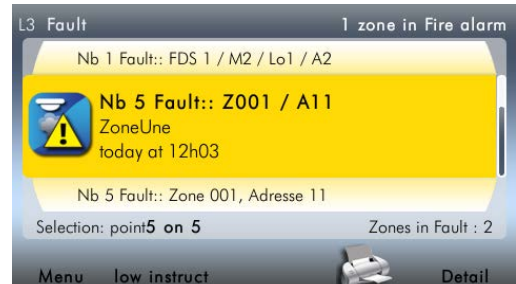 L3 Fault 1 zone in Fire alarm
Nb 1 Fault:: FDS 1 / M2 / Lo1 / A2
Nb 5 Fault:: Z001 / A11
ZoneUne
today at 12h03
Nb 5 Fault:: Zone 001, Adresse 11
Selection: point5 on 5 Zones in Fault : 2
Menu low instruct Detail